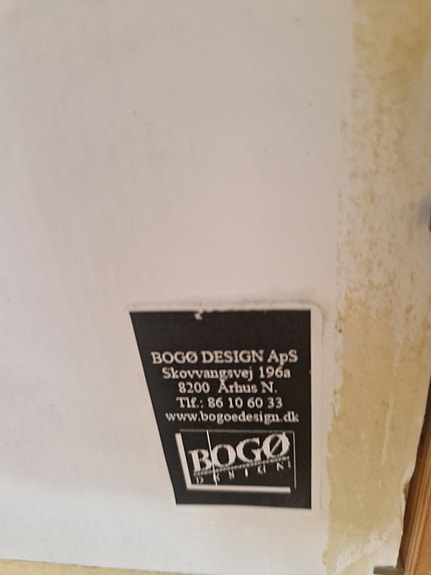 BOGØ DESIGN ApS
Skovvangsvej 196a
8200 Århus N.
Tlf.: 86 10 60 33
www.bogoedesign.dk
BOGØ
DESIGN